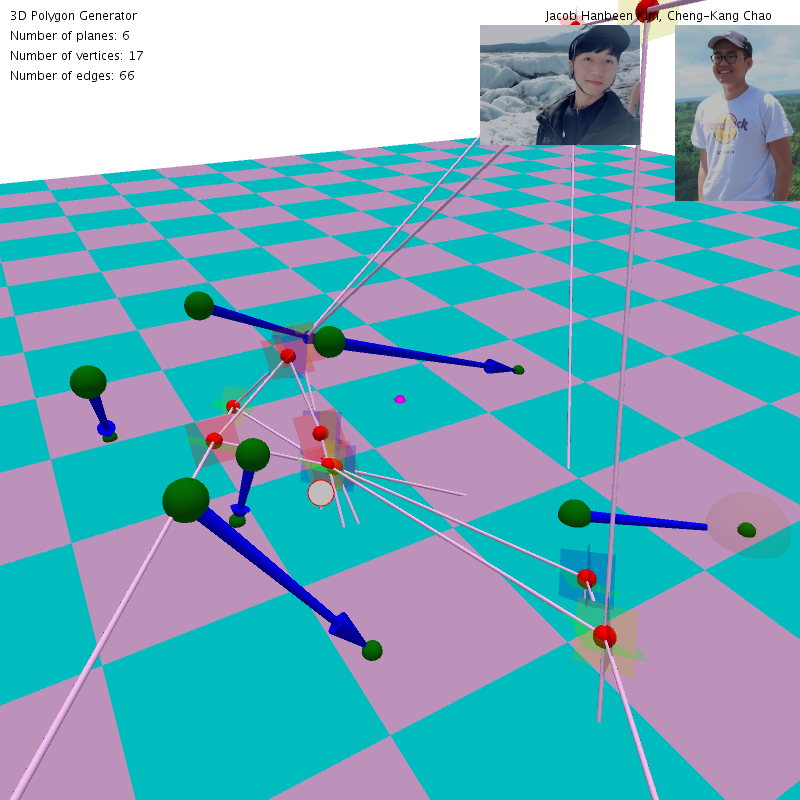 3D Polygon Generator
Jacob Hanbeen Kim, Cheng-Kang Chao
Number of planes: 6
Number of vertices: 17
Number of edges: 66